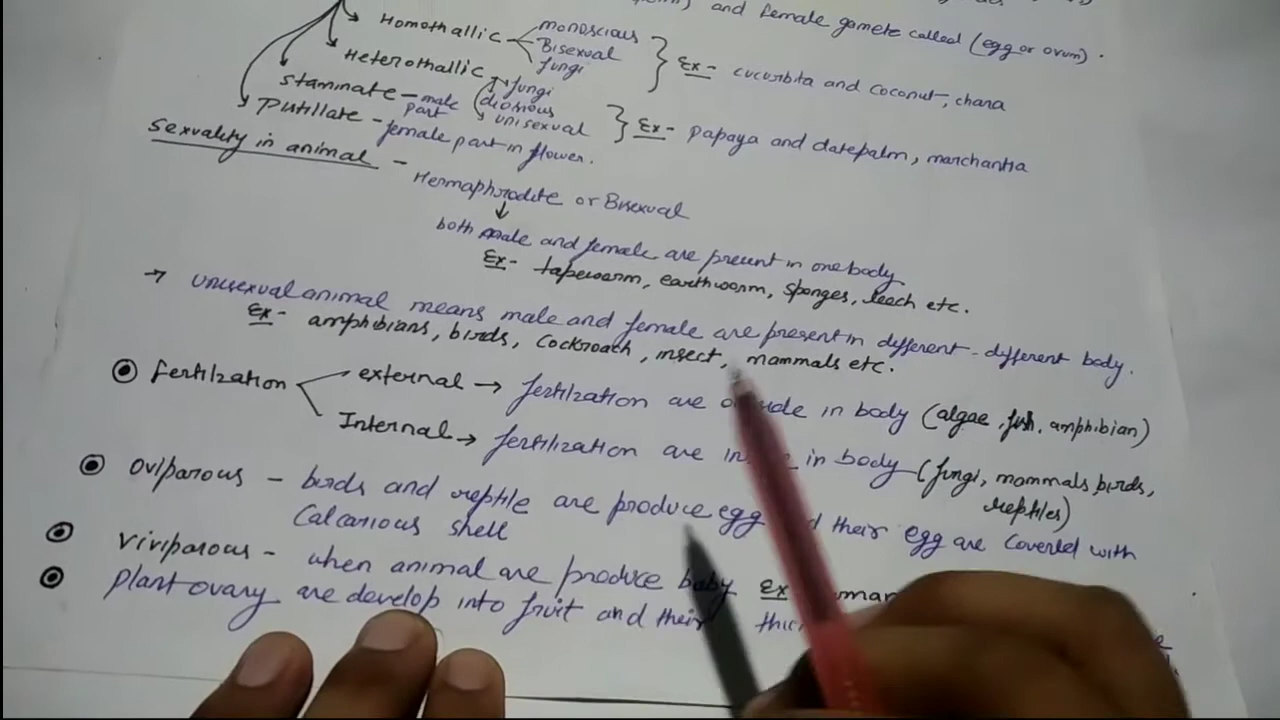 and female gamete called (egg or ovum).
Homothallic
monoecious
Bisexual
fungi
Ex- cucurbita and coconut, chara
Heterothallic
fungi
dioecious
unisexual
Ex- papaya and datepalm, marchantia
Staminate - male part
Pistillate - female part in flower.
Sexuality in animal -
Hermaphrodite or Bisexual
both male and female are present in one body
Ex- tapeworm, earthworm, sponges, leech etc.
→ unisexual animal means male and female are present in different-different body.
Ex- amphibians, birds, cockroach, insect, mammals etc.
Fertilization
external → fertilzation are in body (algae, fish, amphibian)
Internal → fertilization are in body (fungi, mammals birds, reptiles)
Oviparous - birds and reptile are produce egg their egg are covered with
Calcarious shell
Viviparous - when animal are produce baby Ex
plant ovary are develop into fruit and their